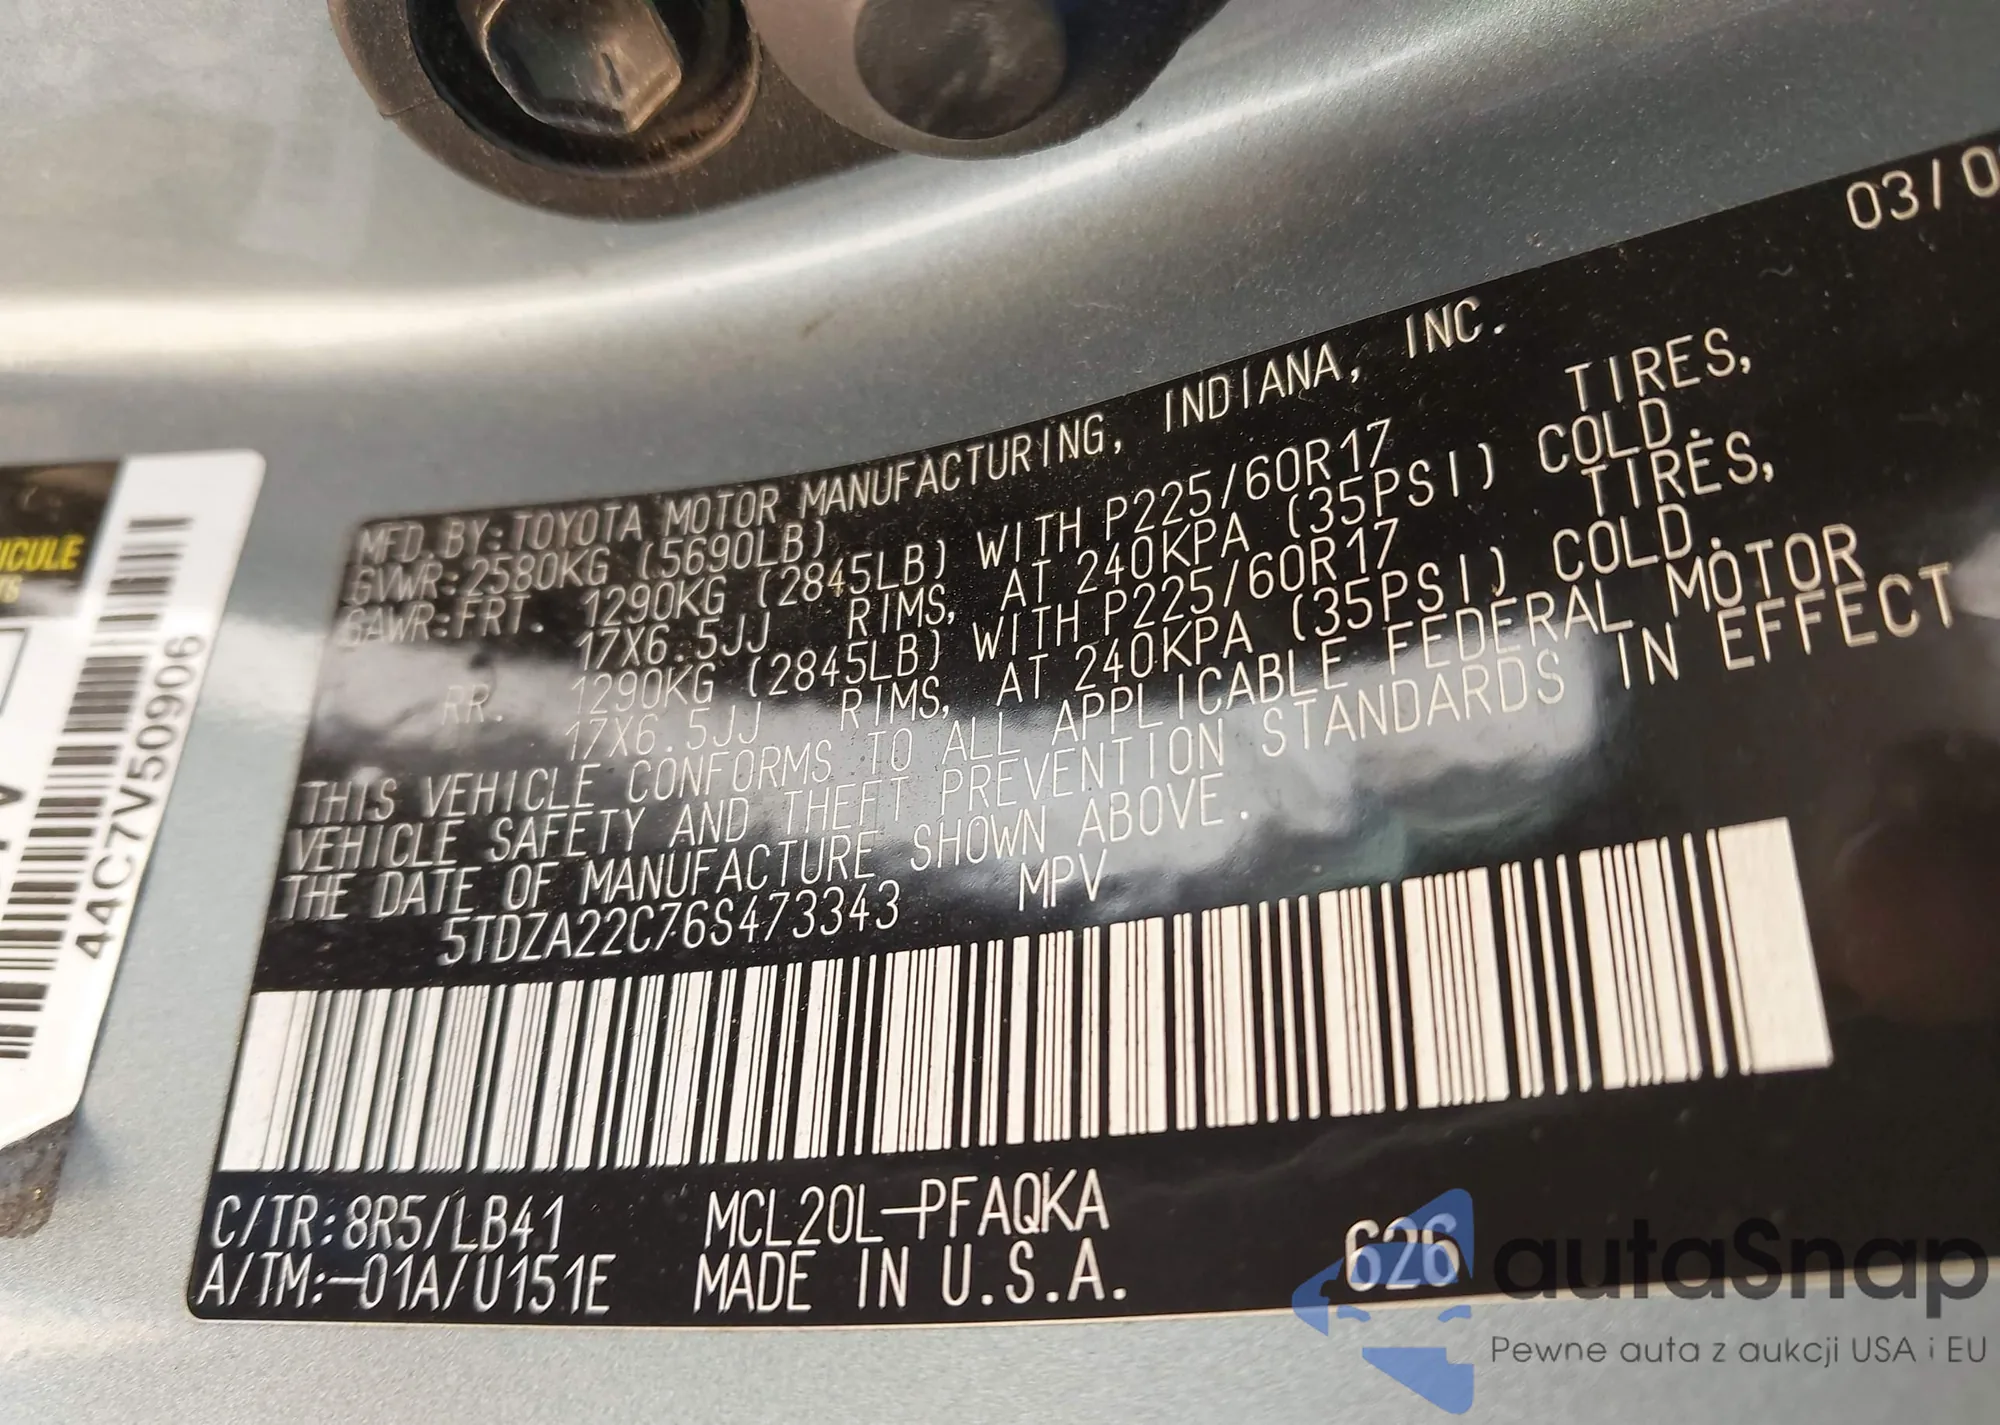 03/0
MFD. BY: TOYOTA MOTOR MANUFACTURING, INDIANA, INC.
GVWR: 2580KG (5690LB)
GAWR: FRT. 1290KG (2845LB) WITH P225/60R17 TIRES,
17X6.5JJ RIMS, AT 240KPA (35PSI) COLD.
RR. 1290KG (2845LB) WITH P225/60R17 TIRES,
17X6.5JJ RIMS, AT 240KPA (35PSI) COLD.
THIS VEHICLE CONFORMS TO ALL APPLICABLE FEDERAL MOTOR
VEHICLE SAFETY AND THEFT PREVENTION STANDARDS IN EFFECT
THE DATE OF MANUFACTURE SHOWN ABOVE.
5TDZA22C76S473343 MPV
C/TR: 8R5/LB41 MCL20L-PFAQKA
A/TM:-01A/U151E MADE IN U.S.A. 626
ICULE
TS
44C7V50906
autaSnap
Pewne auta z aukcji USA i EU